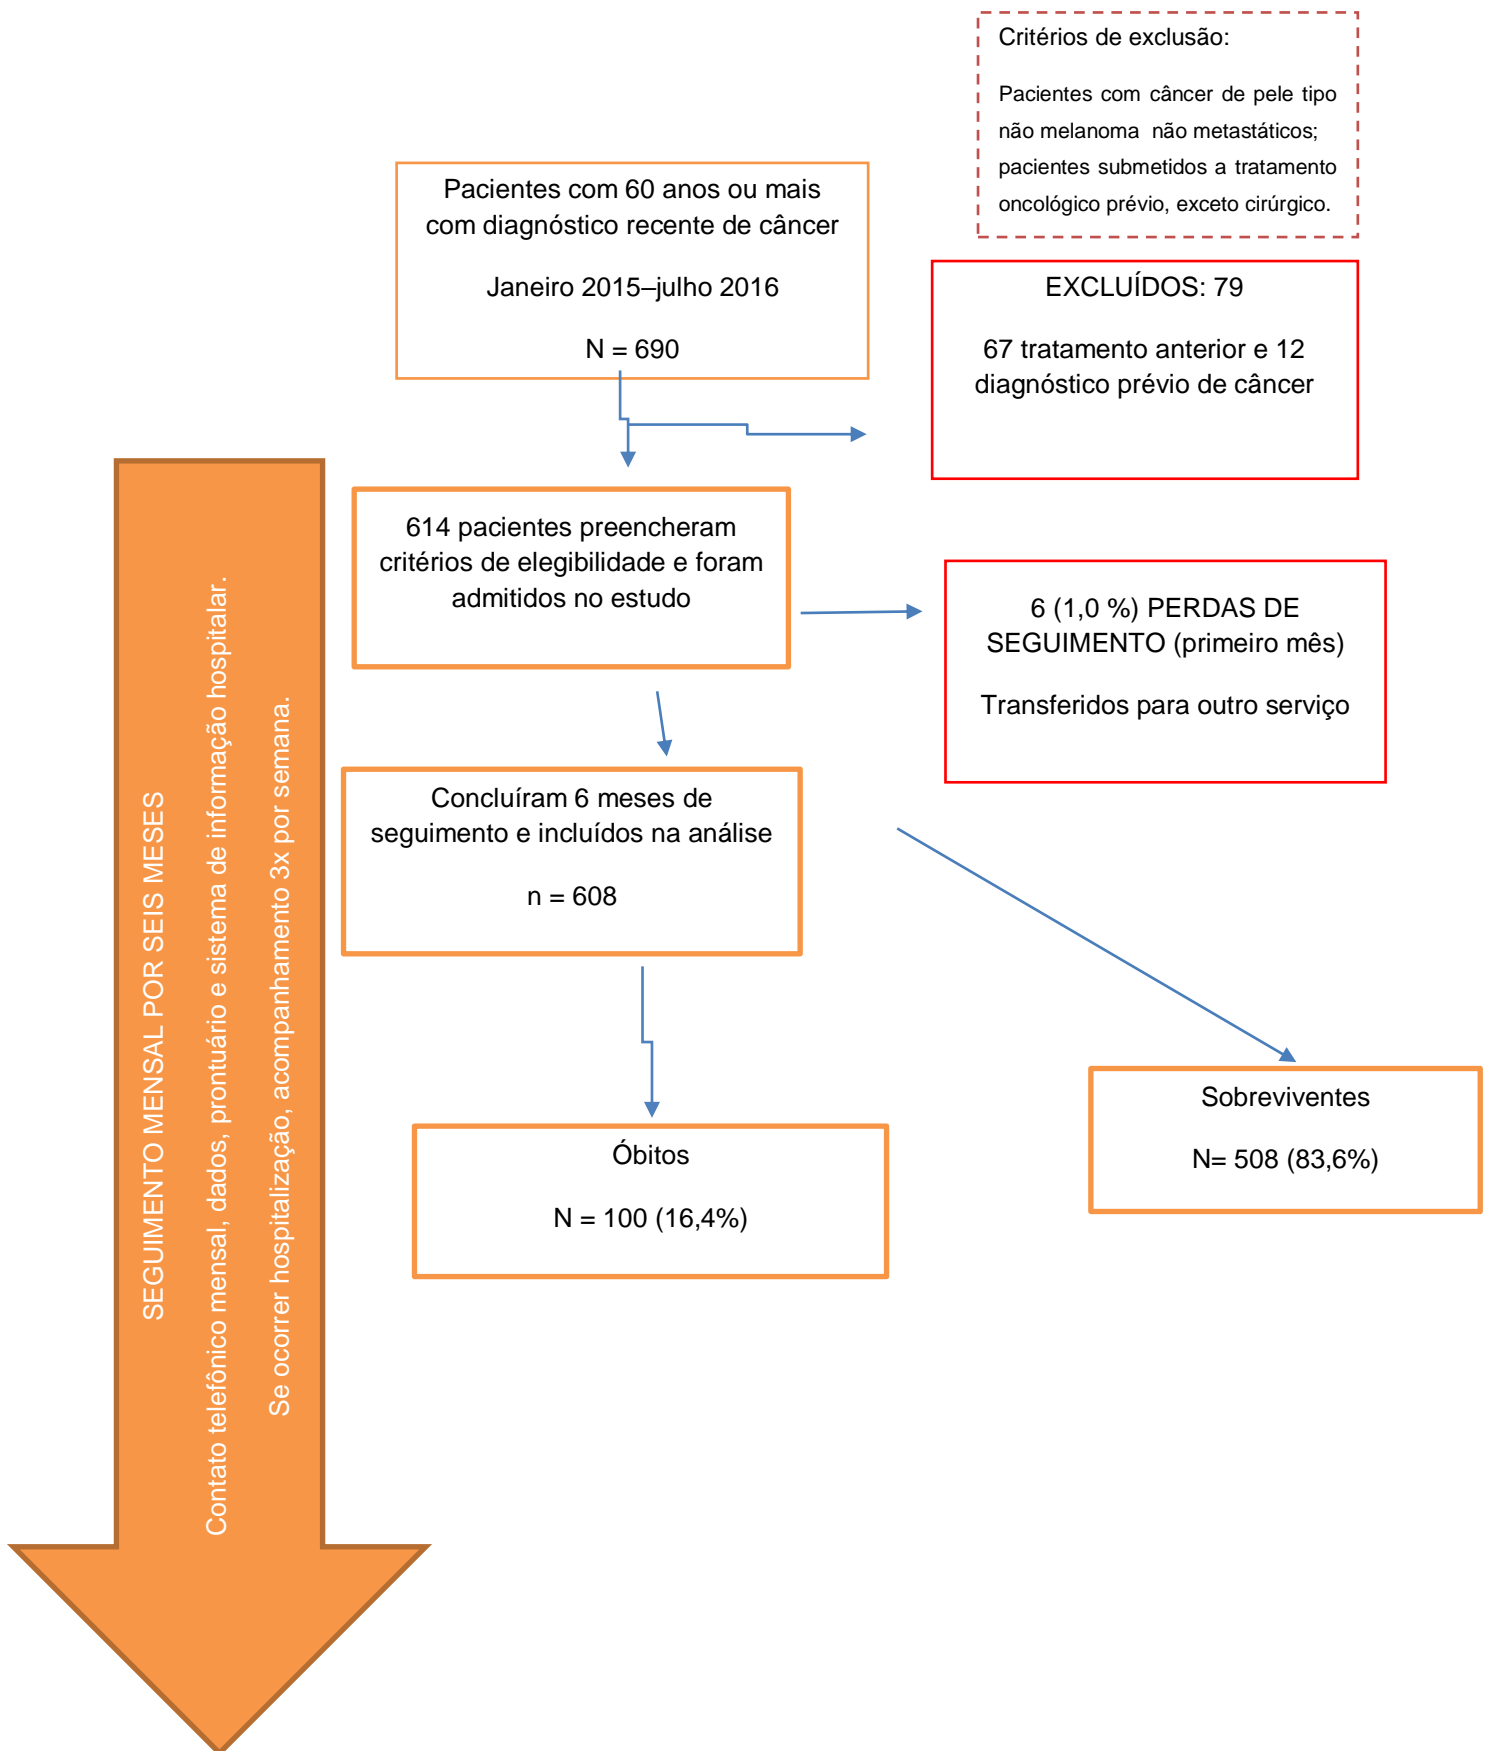 Critérios de exclusão:
Pacientes com câncer de pele tipo
não melanoma não metastáticos;
pacientes submetidos a tratamento
oncológico prévio, exceto cirúrgico.
Pacientes com 60 anos ou mais
com diagnóstico recente de câncer
Janeiro 2015–julho 2016
N = 690
EXCLUÍDOS: 79
67 tratamento anterior e 12
diagnóstico prévio de câncer
614 pacientes preencheram
critérios de elegibilidade e foram
admitidos no estudo
6 (1,0 %) PERDAS DE
SEGUIMENTO (primeiro mês)
Transferidos para outro serviço
Concluíram 6 meses de
seguimento e incluídos na análise
n = 608
Óbitos
N = 100 (16,4%)
Sobreviventes
N= 508 (83,6%)
SEGUIMENTO MENSAL POR SEIS MESES
Contato telefônico mensal, dados, prontuário e sistema de informação hospitalar.
Se ocorrer hospitalização, acompanhamento 3x por semana.